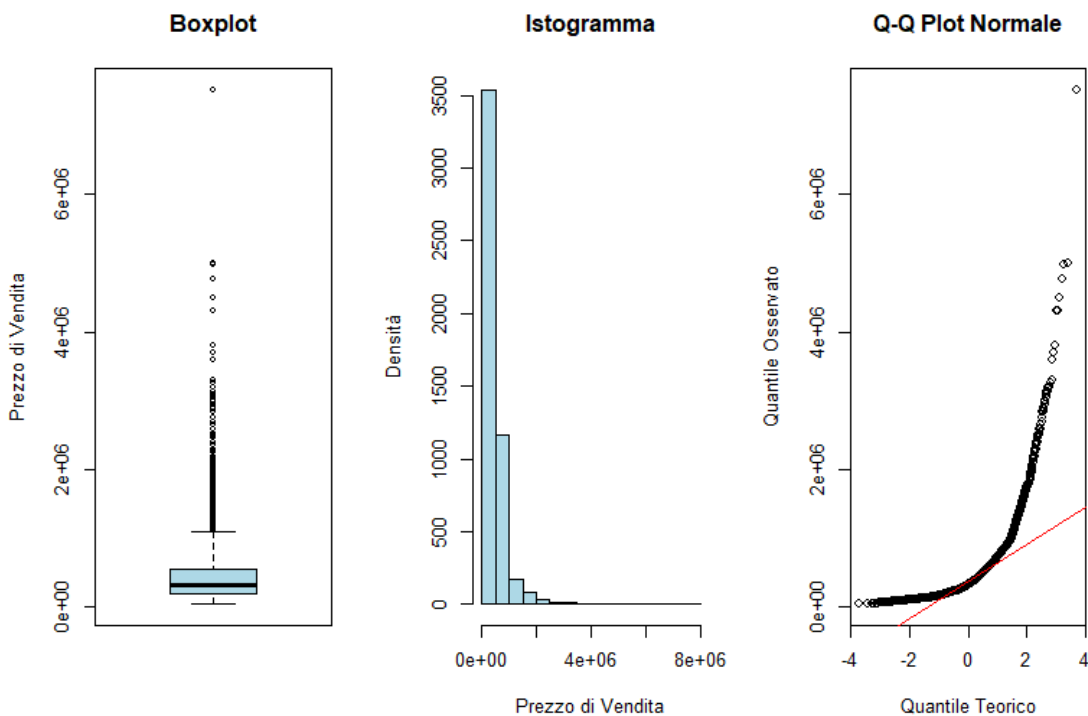 Boxplot
Prezzo di Vendita
0e+00
2e+06
4e+06
6e+06
Istogramma
Densità
0
500
1000
1500
2000
2500
3000
3500
0e+00 4e+06 8e+06
Prezzo di Vendita
Q-Q Plot Normale
Quantile Osservato
0e+00
2e+06
4e+06
6e+06
-4 -2 0 2 4
Quantile Teorico